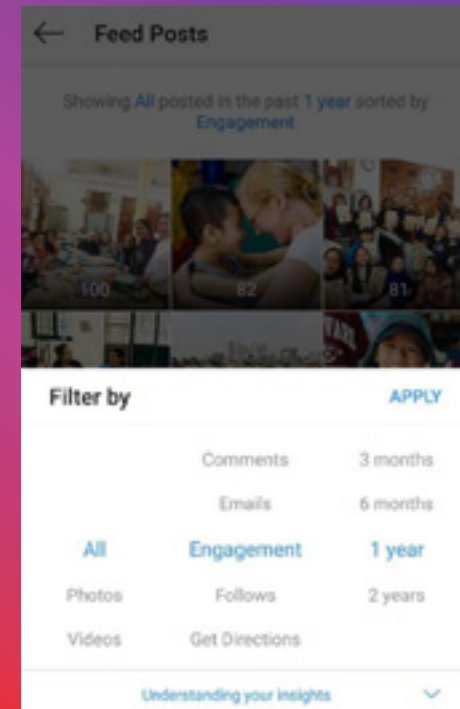 Feed Posts
Showing All posted in the past 1 year sorted by
Engagement
100 82 81
Filter by APPLY
Comments 3 months
Emails 6 months
All Engagement 1 year
Photos Follows 2 years
Videos Get Directions
Understanding your insights